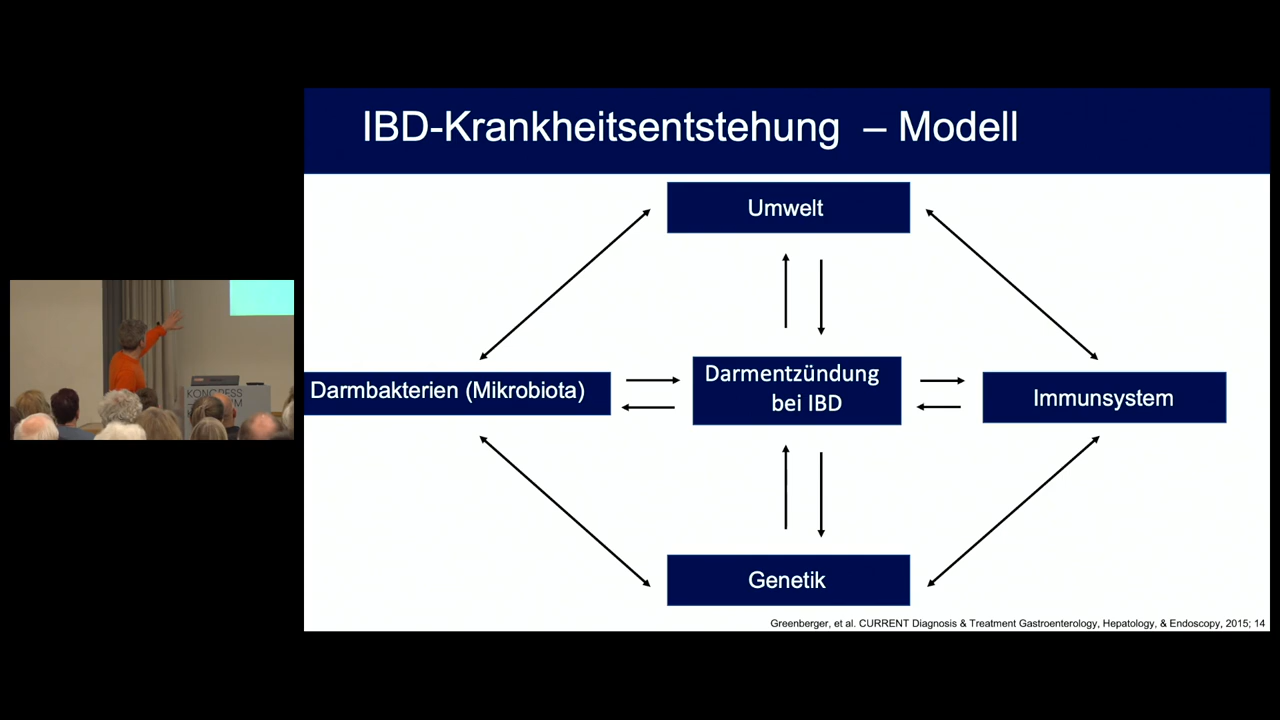 IBD-Krankheitsentstehung – Modell
Umwelt
Darmbakterien (Mikrobiota)
Darmentzündung
bei IBD
Immunsystem
Genetik
Greenberger, et al. CURRENT Diagnosis & Treatment Gastroenterology, Hepatology, & Endoscopy, 2015; 14
KONGRESS